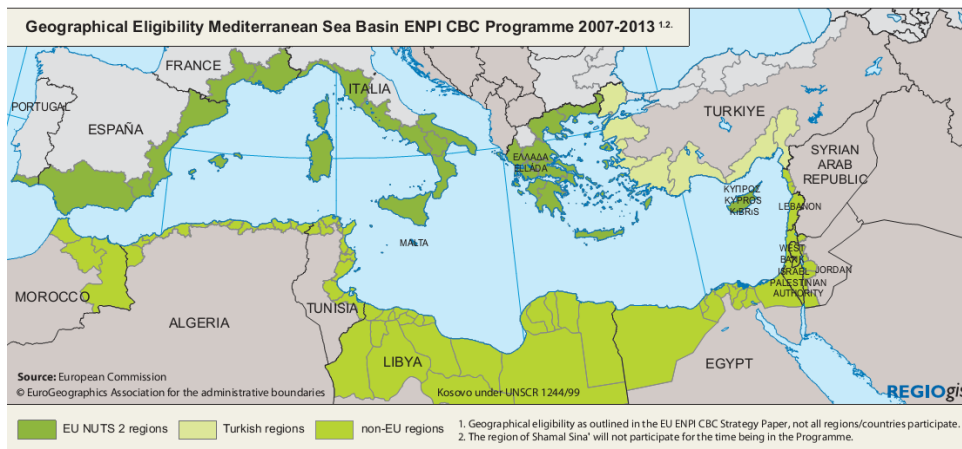 Geographical Eligibility Mediterranean Sea Basin ENPI CBC Programme 2007-2013 1.2.
FRANCE
ITALIA
PORTUGAL
ESPAÑA
TURKIYE
ΕΛΛΑΔΑ
ELLADA
SYRIAN
ARAB
REPUBLIC
ΚΥΠΡΟΣ
KYPROS
KIBRIS
LEBANON
MALTA
WEST
BANK
ISRAEL
JORDAN
PALESTINIAN
AUTHORITY
MOROCCO
ALGERIA
TUNISIA
LIBYA
EGYPT
Source: European Commission
© EuroGeographics Association for the administrative boundaries
Kosovo under UNSCR 1244/99
REGIOgis
EU NUTS 2 regions
Turkish regions
non-EU regions
1. Geographical eligibility as outlined in the EU ENPI CBC Strategy Paper, not all regions/countries participate.
2. The region of Shamal Sina' will not participate for the time being in the Programme.